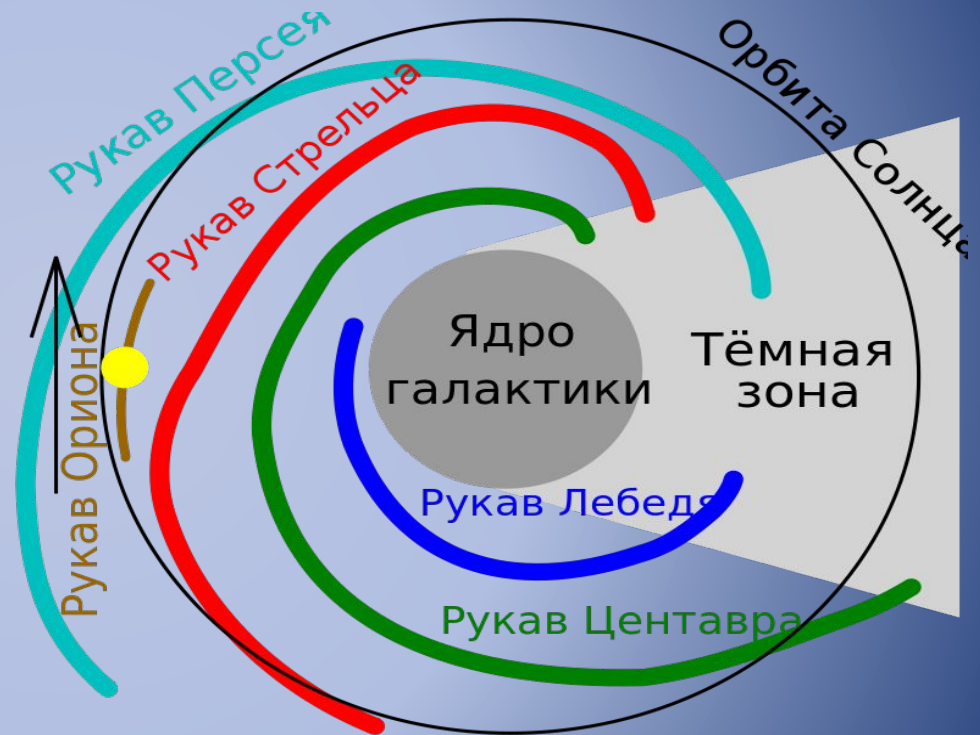 Рукав Персея
Орбита Солнца
Рукав Стрельца
Рукав Ориона
Ядро
галактики
Тёмная
зона
Рукав Лебедя
Рукав Центавра